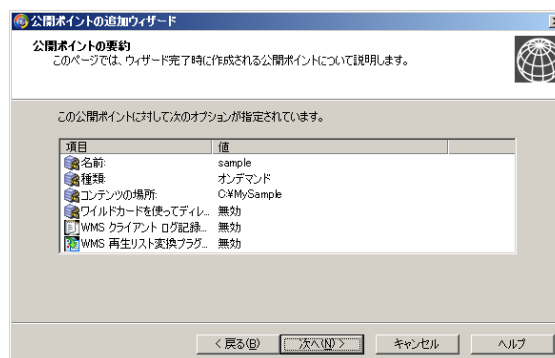 公開ポイントの追加ウィザード
公開ポイントの要約
このページでは、ウィザード完了時に作成される公開ポイントについて説明します。
この公開ポイントに対して次のオプションが指定されています。
項目 値
名前: sample
種類: オンデマンド
コンテンツの場所: C:¥MySample
ワイルドカードを使ってディレ... 無効
WMS クライアント ログ記録... 無効
WMS 再生リスト変換プラグ... 無効
< 戻る(B) 次へ(N) > キャンセル ヘルプ